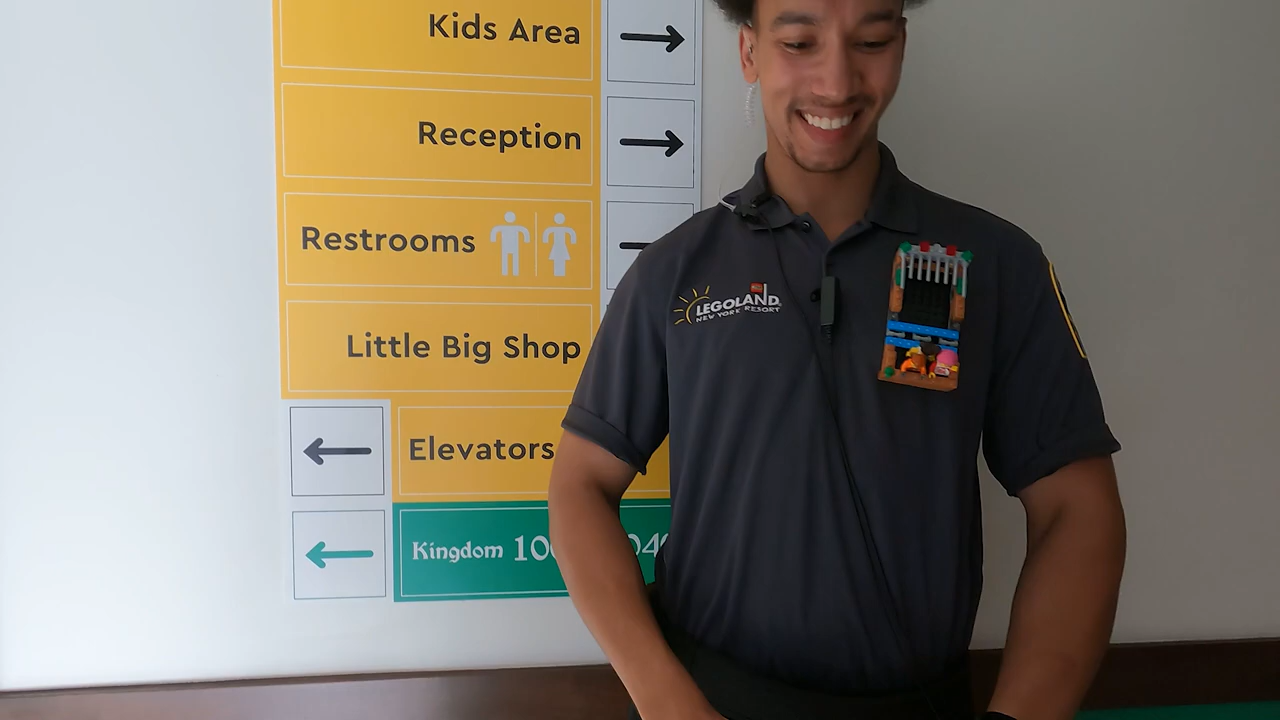 Kids Area
Reception
Restrooms
Little Big Shop
Elevators
Kingdom
LEGOLAND
NEW YORK RESORT